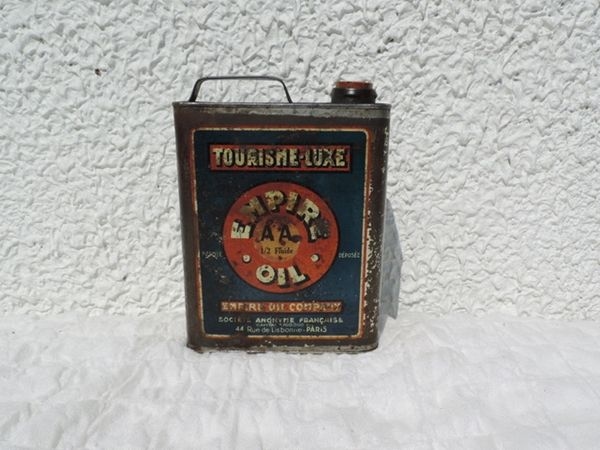 TOURISME-LUXE
EMPIRE
AA
1/2 Fluide
DÉPOSÉE
OIL
EMPIRE OIL COMPANY
SOCIÉTÉ ANONYME FRANÇAISE
44 Rue de Lisbonne - PARIS